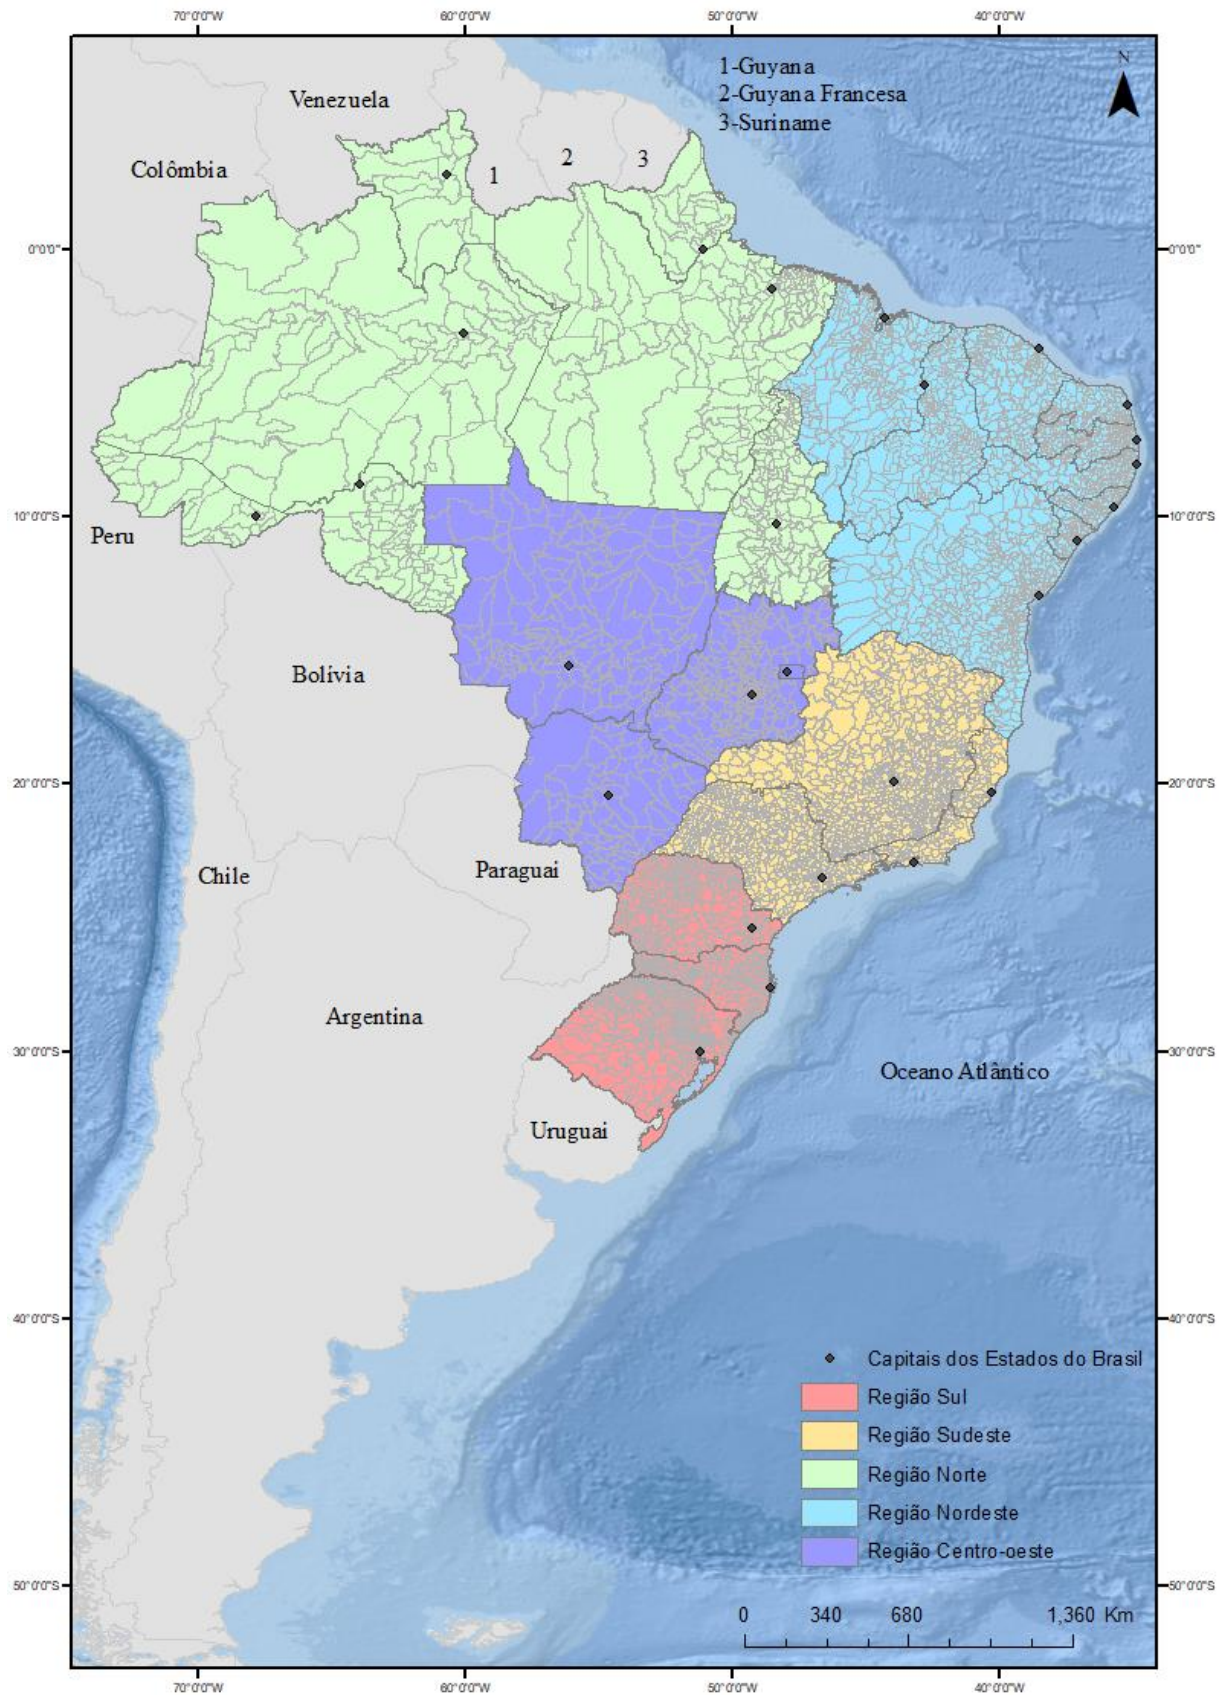 70°0'0"W 60°0'0"W 50°0'0"W 40°0'0"W
1-Guyana
N
2-Guyana Francesa
3-Suriname
Venezuela
Colômbia
1
2
3
0°0'0"
0°0'0"
10°0'0"S
10°0'0"S
Peru
Bolívia
20°0'0"S
20°0'0"S
Chile
Paraguai
Argentina
30°0'0"S
30°0'0"S
Oceano Atlântico
Uruguai
40°0'0"S
40°0'0"S
Capitais dos Estados do Brasil
Região Sul
Região Sudeste
Região Norte
Região Nordeste
Região Centro-oeste
50°0'0"S
50°0'0"S
0 340 680 1,360 Km
70°0'0"W 60°0'0"W 50°0'0"W 40°0'0"W